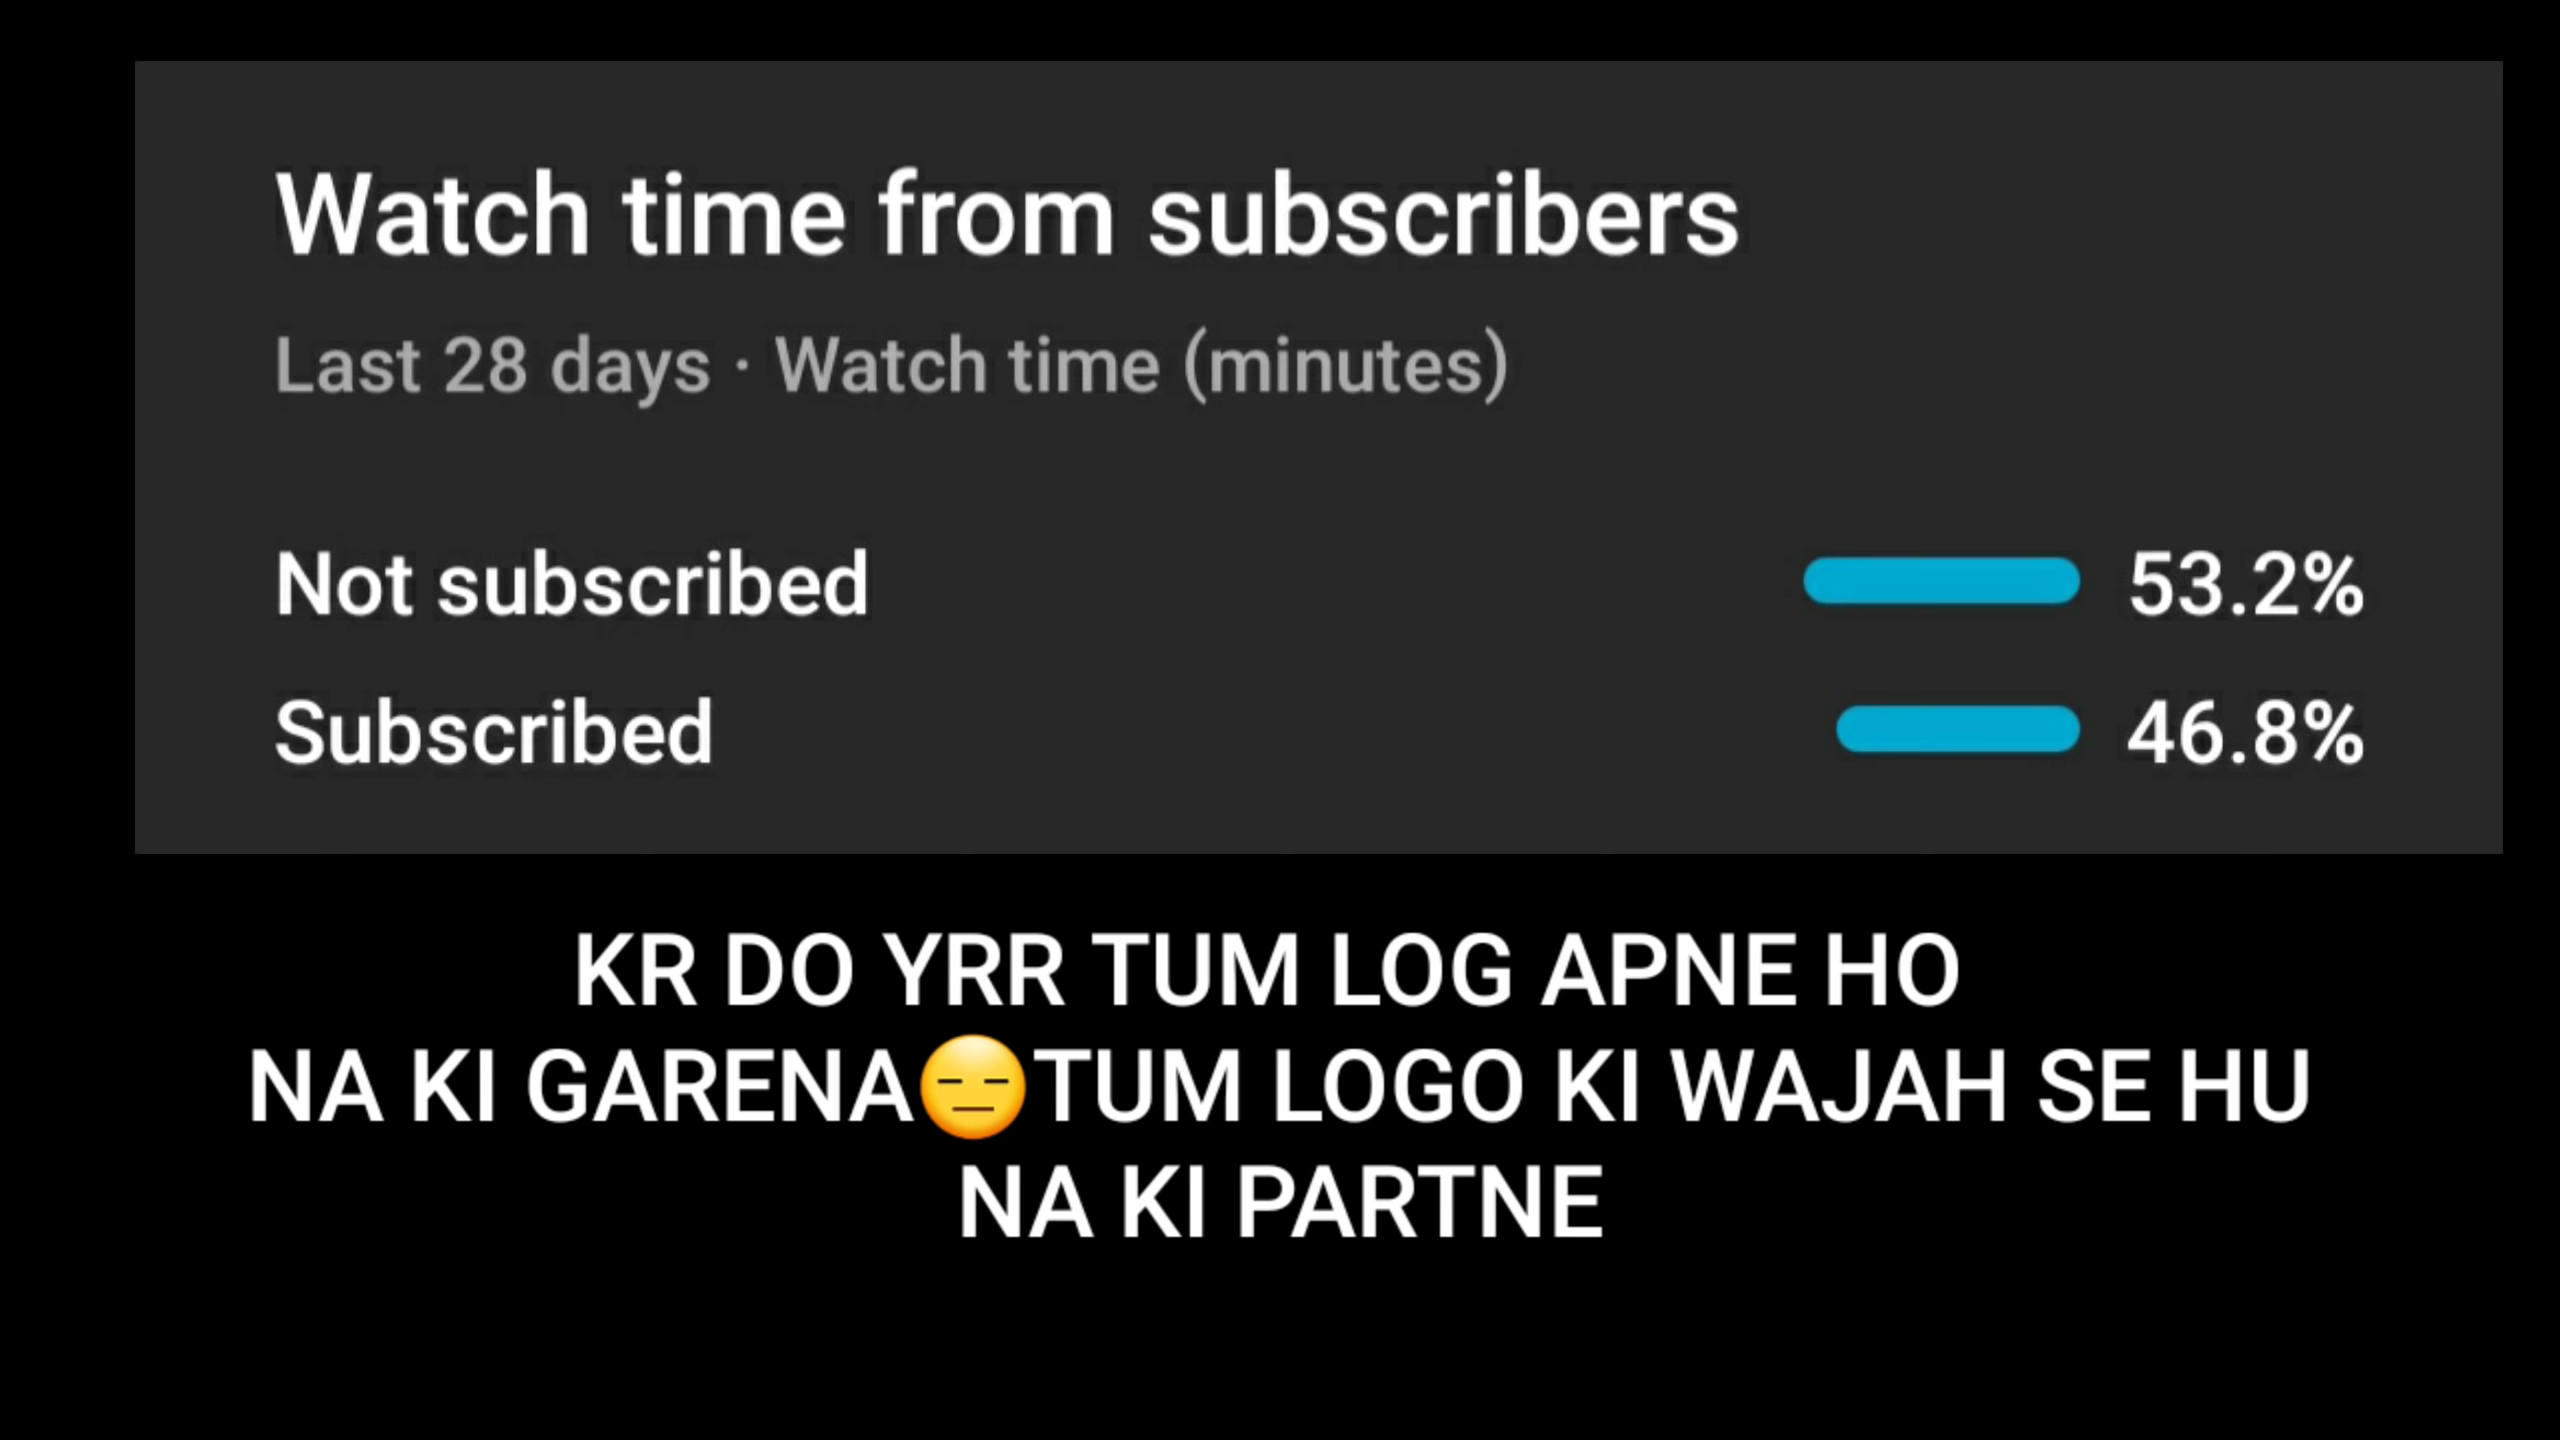 Watch time from subscribers
Last 28 days · Watch time (minutes)
Not subscribed 53.2%
Subscribed 46.8%
KR DO YRR TUM LOG APNE HO
NA KI GARENA😑TUM LOGO KI WAJAH SE HU
NA KI PARTNE